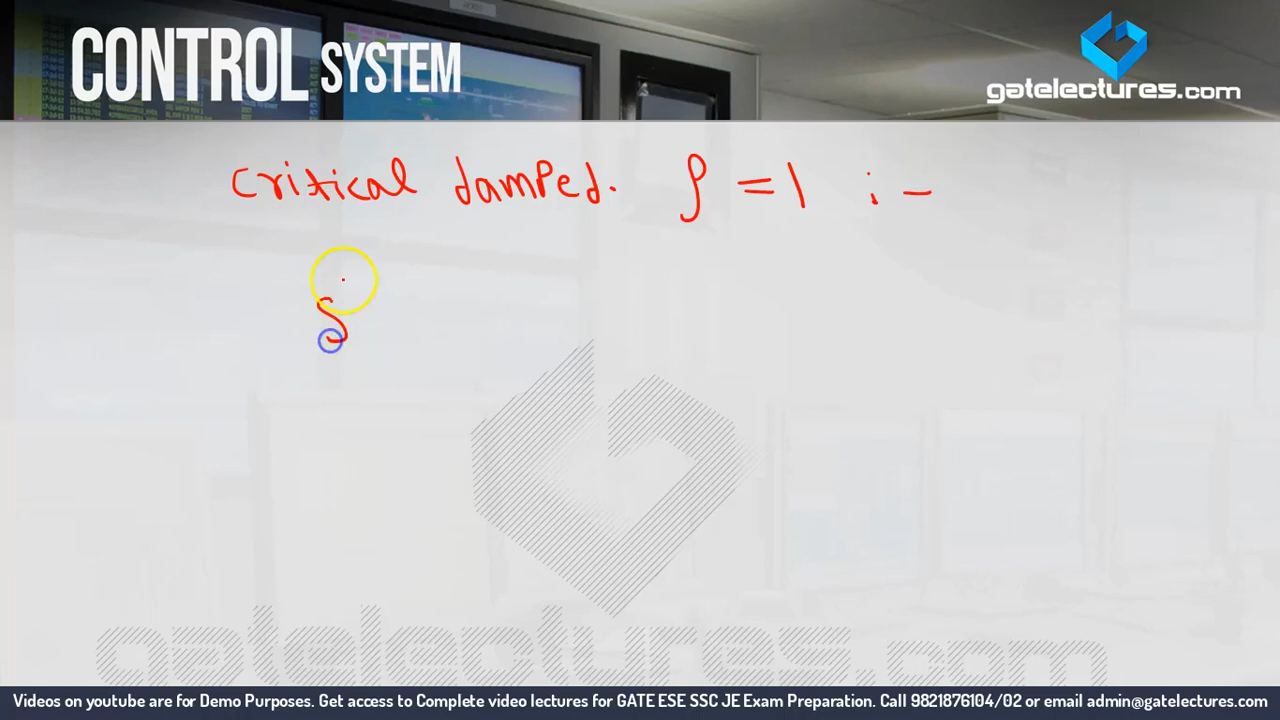 CONTROL SYSTEM
gatelectures.com
critical damped. ρ = 1 : -
S
gatelectures.com
Videos on youtube are for Demo Purposes. Get access to Complete video lectures for GATE ESE SSC JE Exam Preparation. Call 9821876104/02 or email admin@gatelectures.com